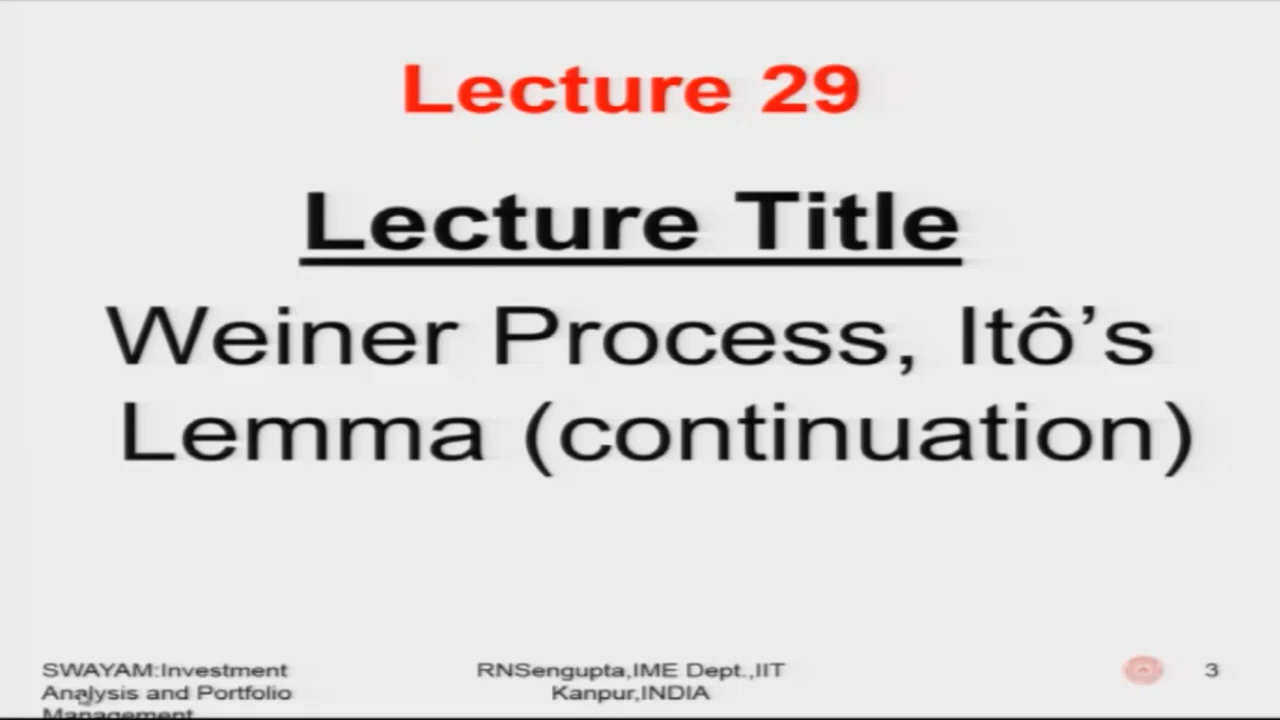 Lecture 29
Lecture Title
Weiner Process, Itô's
Lemma (continuation)
SWAYAM:Investment
Analysis and Portfolio
Management
RNSengupta,IME Dept.,IIT
Kanpur,INDIA
3